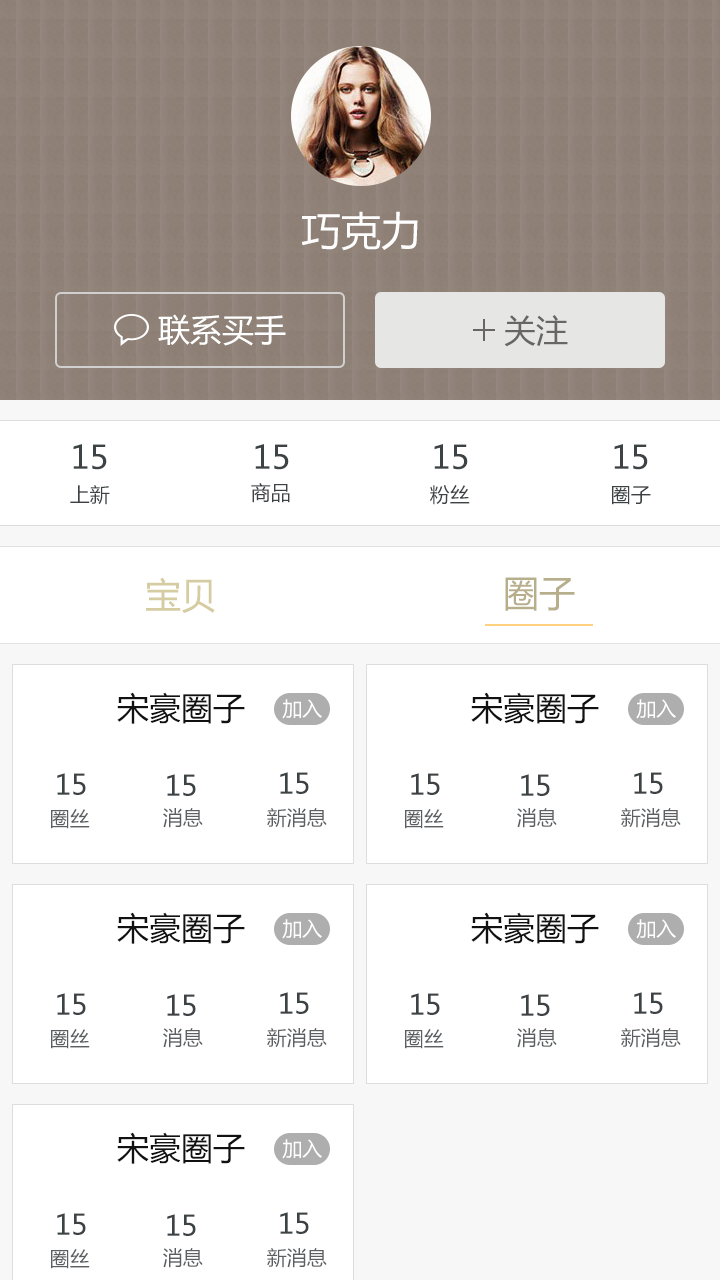 巧克力
联系买手
+ 关注
15 15 15 15
上新 商品 粉丝 圈子
宝贝 圈子
宋豪圈子 加入 宋豪圈子 加入
15 15 15 15 15 15
圈丝 消息 新消息 圈丝 消息 新消息
宋豪圈子 加入 宋豪圈子 加入
15 15 15 15 15 15
圈丝 消息 新消息 圈丝 消息 新消息
宋豪圈子 加入
15 15 15
圈丝 消息 新消息